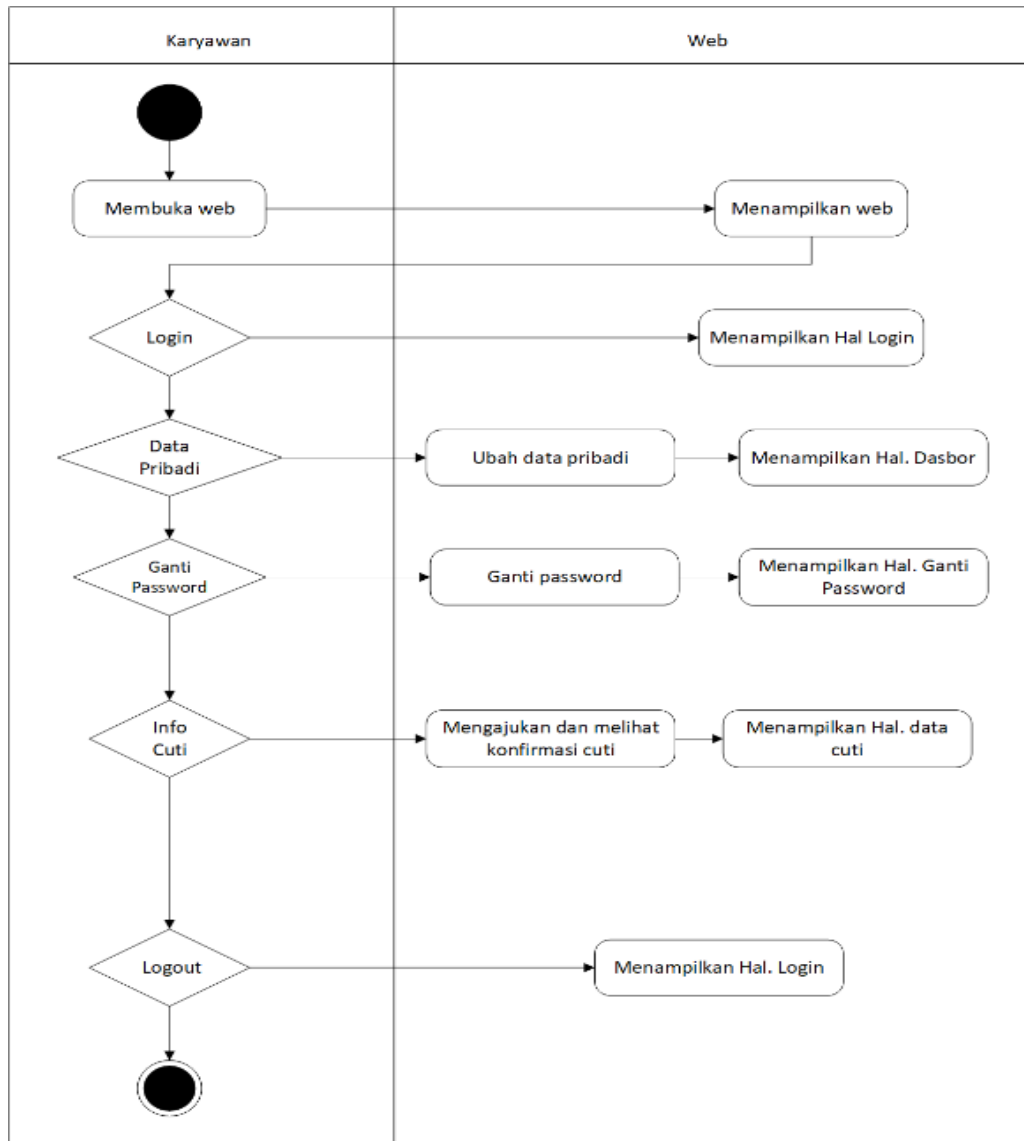 Karyawan
Web
Membuka web
Menampilkan web
Login
Menampilkan Hal Login
Data
Pribadi
Ubah data pribadi
Menampilkan Hal. Dasbor
Ganti
Password
Ganti password
Menampilkan Hal. Ganti
Password
Info
Cuti
Mengajukan dan melihat
konfirmasi cuti
Menampilkan Hal. data
cuti
Logout
Menampilkan Hal. Login